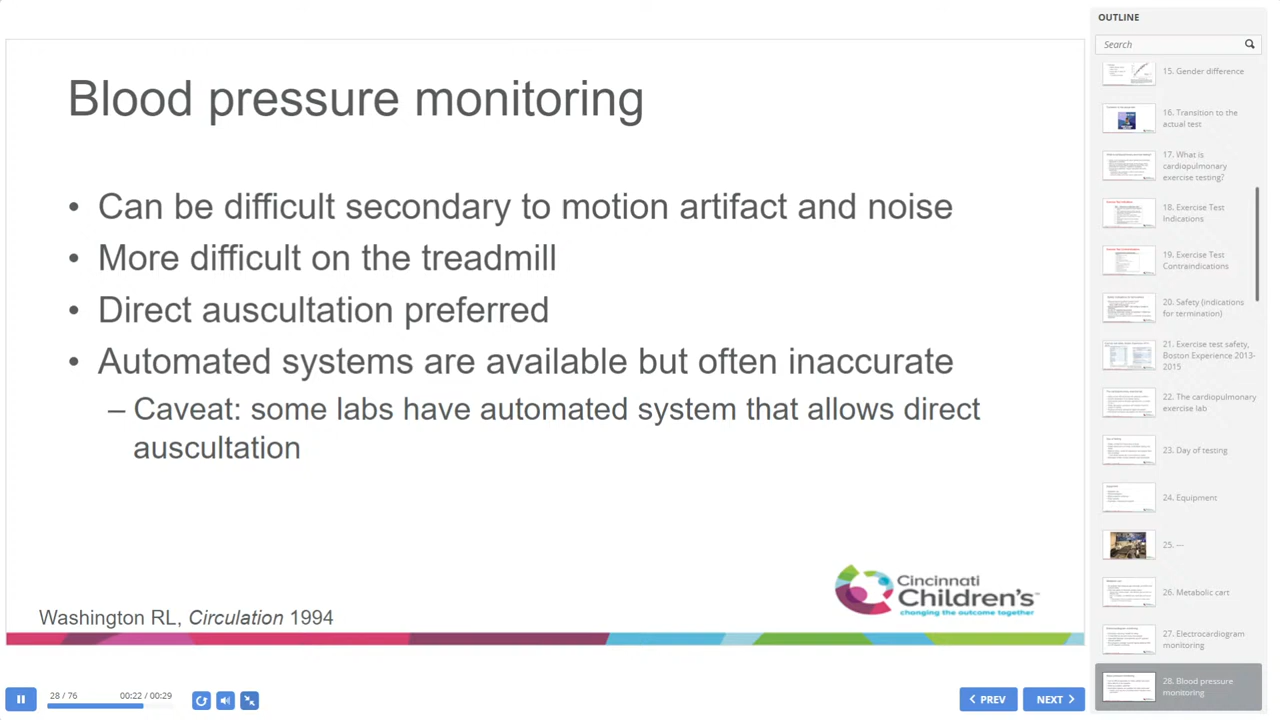 Blood pressure monitoring
• Can be difficult secondary to motion artifact and noise
• More difficult on the treadmill
• Direct auscultation preferred
• Automated systems are available but often inaccurate
– Caveat: some labs have automated system that allows direct
auscultation
Cincinnati
Children's™
changing the outcome together
Washington RL, Circulation 1994
28 / 76
00:22 / 00:29
PREV
NEXT
OUTLINE
Search
15. Gender difference
16. Transition to the
actual test
17. What is
cardiopulmonary
exercise testing?
18. Exercise Test
Indications
19. Exercise Test
Contraindications
20. Safety (indications
for termination)
21. Exercise test safety,
Boston Experience 2013-
2015
22. The cardiopulmonary
exercise lab
23. Day of testing
24. Equipment
25. ---
26. Metabolic cart
27. Electrocardiogram
monitoring
28. Blood pressure
monitoring